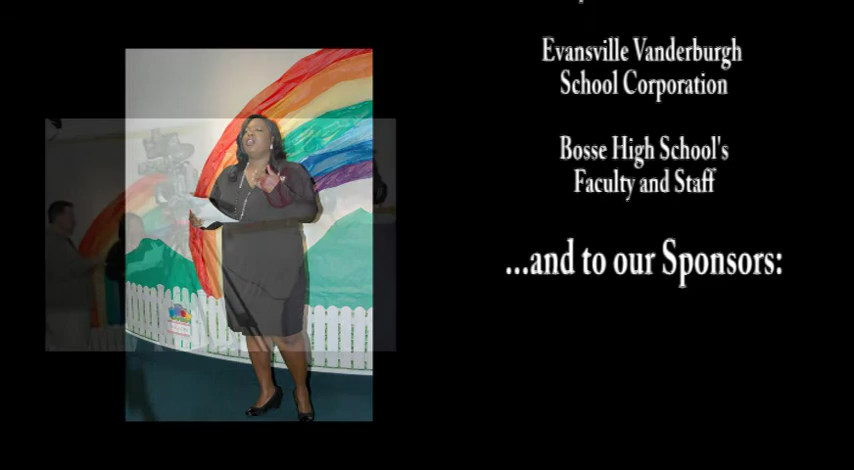 Evansville Vanderburgh
School Corporation
Bosse High School's
Faculty and Staff
...and to our Sponsors: